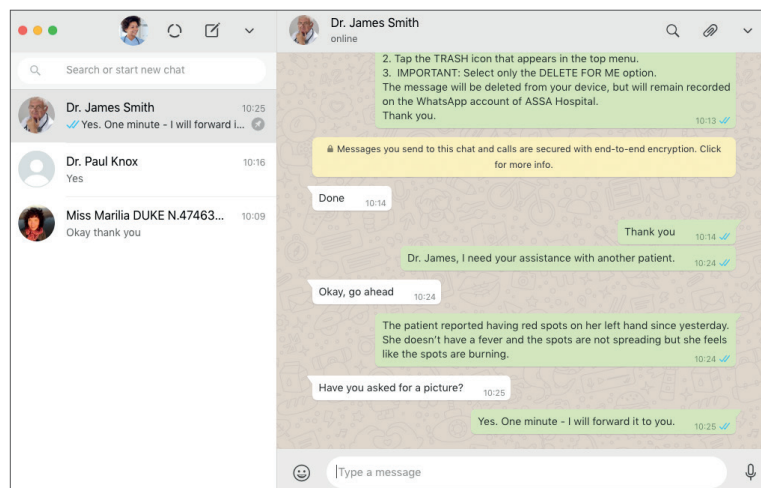 Search or start new chat
Dr. James Smith
10:25
Yes. One minute - I will forward i...
Dr. Paul Knox
10:16
Yes
Miss Marilia DUKE N.47463...
10:09
Okay thank you
Dr. James Smith
online
2. Tap the TRASH icon that appears in the top menu.
3. IMPORTANT: Select only the DELETE FOR ME option.
The message will be deleted from your device, but will remain recorded
on the WhatsApp account of ASSA Hospital.
Thank you.
10:13
Messages you send to this chat and calls are secured with end-to-end encryption. Click
for more info.
Done
10:14
Thank you
10:14
Dr. James, I need your assistance with another patient.
10:24
Okay, go ahead
10:24
The patient reported having red spots on her left hand since yesterday.
She doesn't have a fever and the spots are not spreading but she feels
like the spots are burning.
10:24
Have you asked for a picture?
10:25
Yes. One minute - I will forward it to you.
10:25
Type a message